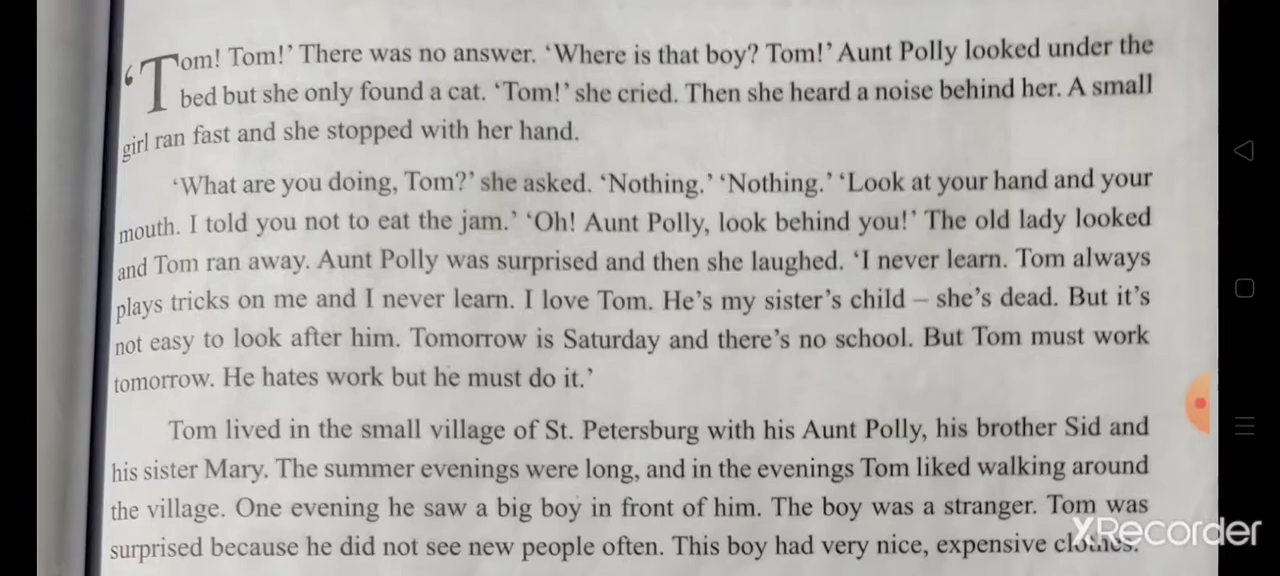 ‘Tom! Tom!’ There was no answer. ‘Where is that boy? Tom!’ Aunt Polly looked under the
bed but she only found a cat. ‘Tom!’ she cried. Then she heard a noise behind her. A small
girl ran fast and she stopped with her hand.
‘What are you doing, Tom?’ she asked. ‘Nothing.’ ‘Nothing.’ ‘Look at your hand and your
mouth. I told you not to eat the jam.’ ‘Oh! Aunt Polly, look behind you!’ The old lady looked
and Tom ran away. Aunt Polly was surprised and then she laughed. ‘I never learn. Tom always
plays tricks on me and I never learn. I love Tom. He’s my sister’s child – she’s dead. But it’s
not easy to look after him. Tomorrow is Saturday and there’s no school. But Tom must work
tomorrow. He hates work but he must do it.’
Tom lived in the small village of St. Petersburg with his Aunt Polly, his brother Sid and
his sister Mary. The summer evenings were long, and in the evenings Tom liked walking around
the village. One evening he saw a big boy in front of him. The boy was a stranger. Tom was
surprised because he did not see new people often. This boy had very nice, expensive clothes.
XRecorder